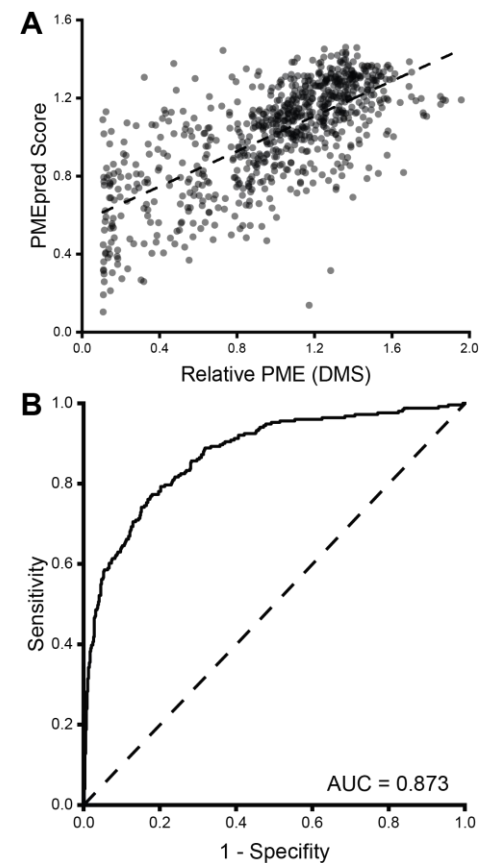 A
1.6
1.2
0.8
0.4
0.0
PMEpred Score
0.0 0.4 0.8 1.2 1.6 2.0
Relative PME (DMS)
B
1.0
0.8
0.6
0.4
0.2
0.0
Sensitivity
AUC = 0.873
0.0 0.2 0.4 0.6 0.8 1.0
1 - Specifity